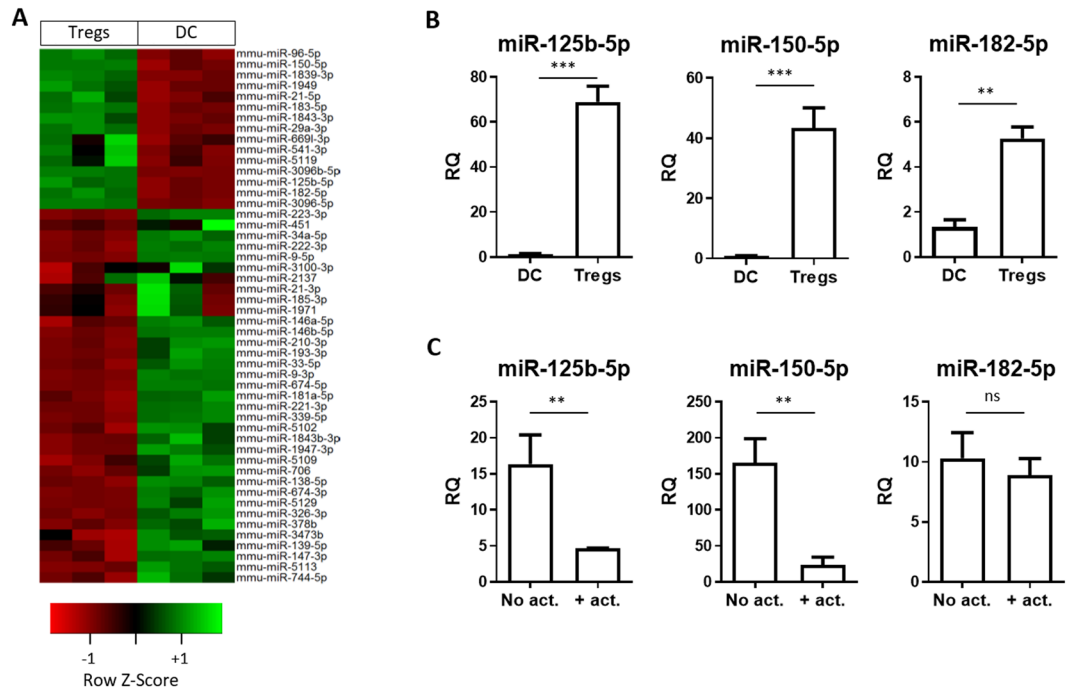 A
Tregs DC
mmu-miR-96-5p
mmu-miR-150-5p
mmu-miR-1839-3p
mmu-miR-1949
mmu-miR-21-5p
mmu-miR-183-5p
mmu-miR-1843-3p
mmu-miR-29a-3p
mmu-miR-669l-3p
mmu-miR-541-3p
mmu-miR-5119
mmu-miR-3096b-5p
mmu-miR-125b-5p
mmu-miR-182-5p
mmu-miR-3096-5p
mmu-miR-223-3p
mmu-miR-451
mmu-miR-34a-5p
mmu-miR-222-3p
mmu-miR-9-5p
mmu-miR-3100-3p
mmu-miR-2137
mmu-miR-21-3p
mmu-miR-185-3p
mmu-miR-1971
mmu-miR-146a-5p
mmu-miR-146b-5p
mmu-miR-210-3p
mmu-miR-193-3p
mmu-miR-33-5p
mmu-miR-9-3p
mmu-miR-674-5p
mmu-miR-181a-5p
mmu-miR-221-3p
mmu-miR-339-5p
mmu-miR-5102
mmu-miR-1843b-3p
mmu-miR-1947-3p
mmu-miR-5109
mmu-miR-706
mmu-miR-138-5p
mmu-miR-674-3p
mmu-miR-5129
mmu-miR-326-3p
mmu-miR-378b
mmu-miR-3473b
mmu-miR-139-5p
mmu-miR-147-3p
mmu-miR-5113
mmu-miR-744-5p
-1 +1
Row Z-Score
B
miR-125b-5p
***
80
60
40
20
0
RQ
DC Tregs
miR-150-5p
***
60
40
20
0
RQ
DC Tregs
miR-182-5p
**
8
6
4
2
0
RQ
DC Tregs
C
miR-125b-5p
**
25
20
15
10
5
0
RQ
No act. + act.
miR-150-5p
**
250
200
150
100
50
0
RQ
No act. + act.
miR-182-5p
ns
15
10
5
0
RQ
No act. + act.